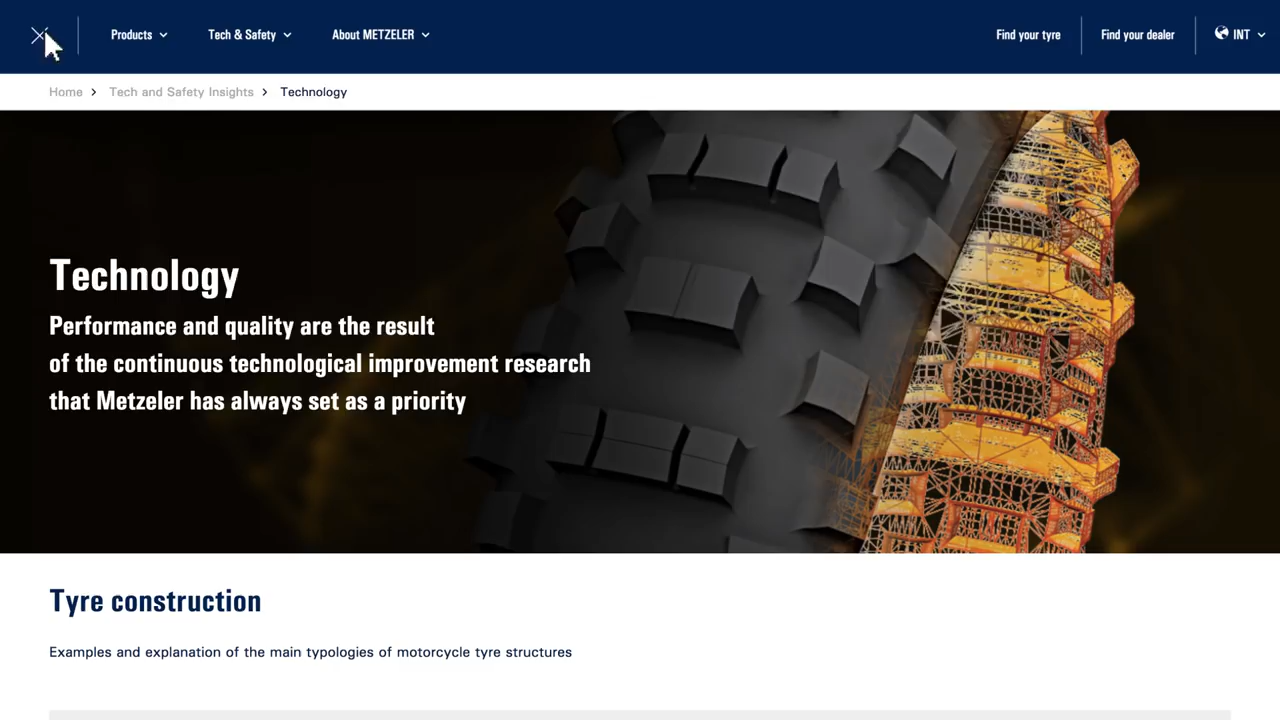 Products
Tech & Safety
About METZELER
Find your tyre
Find your dealer
INT
Home > Tech and Safety Insights > Technology
Technology
Performance and quality are the result
of the continuous technological improvement research
that Metzeler has always set as a priority
Tyre construction
Examples and explanation of the main typologies of motorcycle tyre structures